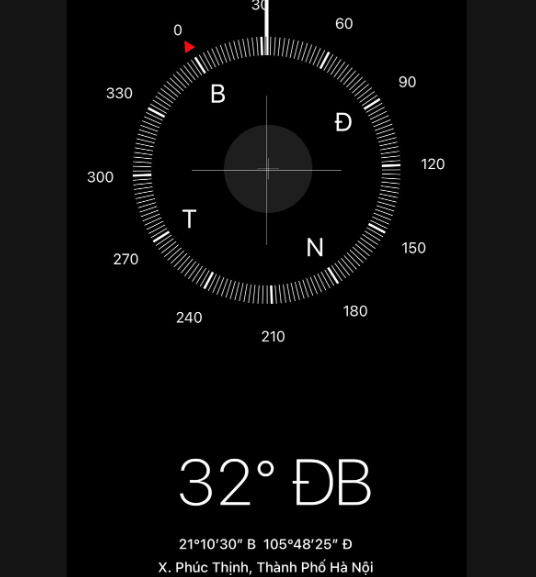 30
0
60
330
B
90
Đ
300
120
T
270
N
150
240
180
210
32° ĐB
21°10′30″ B 105°48′25″ Đ
X. Phúc Thịnh, Thành Phố Hà Nội